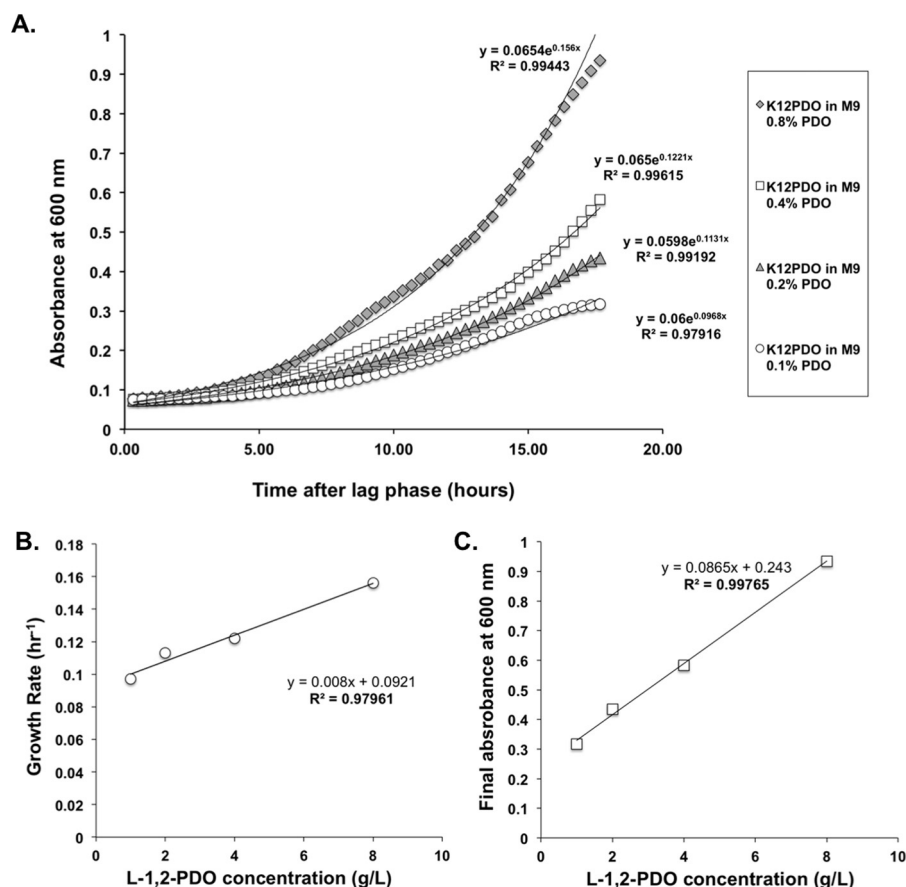 A.
y = 0.0654e^0.156x
R² = 0.99443
y = 0.065e^0.1221x
R² = 0.99615
y = 0.0598e^0.1131x
R² = 0.99192
y = 0.06e^0.0968x
R² = 0.97916
1
0.9
0.8
0.7
0.6
0.5
0.4
0.3
0.2
0.1
0
Absorbance at 600 nm
0.00 5.00 10.00 15.00 20.00
Time after lag phase (hours)
K12PDO in M9
0.8% PDO
K12PDO in M9
0.4% PDO
K12PDO in M9
0.2% PDO
K12PDO in M9
0.1% PDO
B.
0.18
0.16
0.14
0.12
0.1
0.08
0.06
0.04
0.02
0
Growth Rate (hr⁻¹)
y = 0.008x + 0.0921
R² = 0.97961
0 2 4 6 8 10
L-1,2-PDO concentration (g/L)
C.
1
0.9
0.8
0.7
0.6
0.5
0.4
0.3
0.2
0.1
0
Final absrobance at 600 nm
y = 0.0865x + 0.243
R² = 0.99765
0 2 4 6 8 10
L-1,2-PDO concentration (g/L)